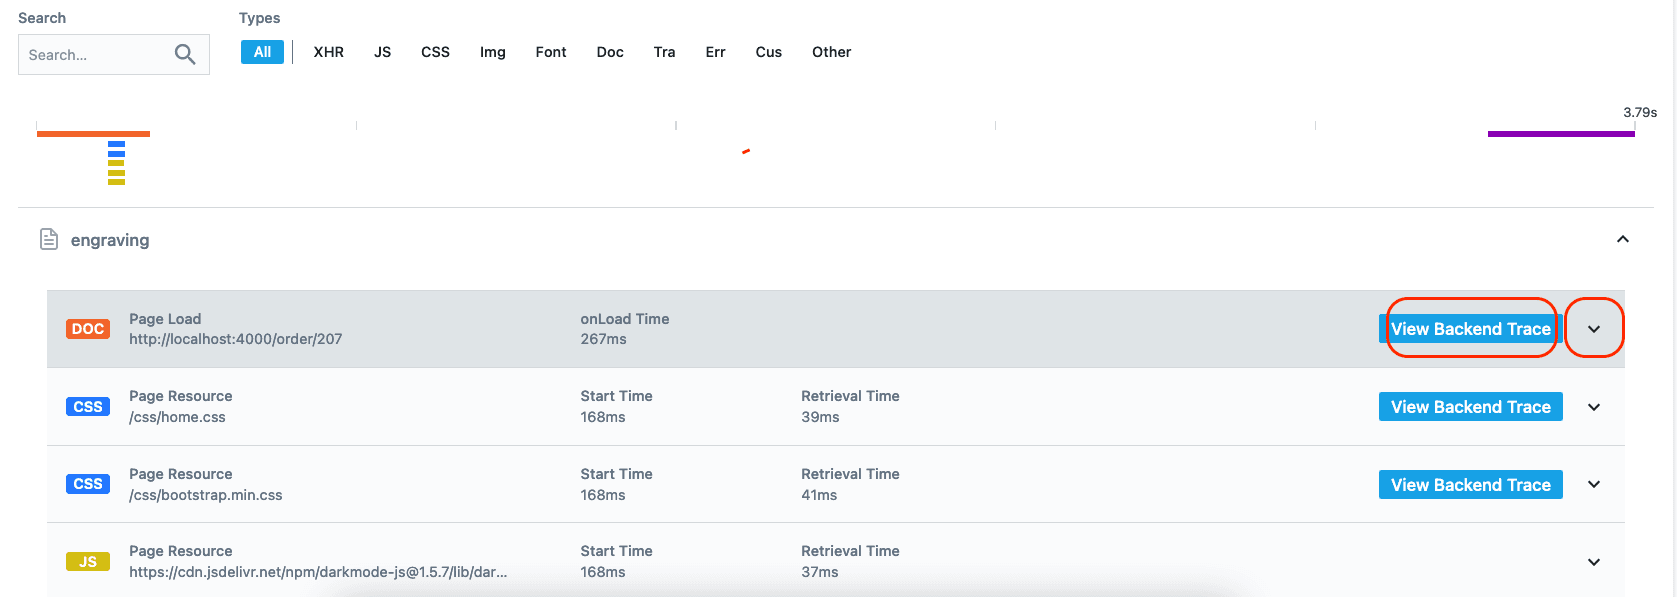 Search
Types
Search...
All
XHR
JS
CSS
Img
Font
Doc
Tra
Err
Cus
Other
3.79s
engraving
DOC
Page Load
http://localhost:4000/order/207
onLoad Time
267ms
View Backend Trace
CSS
Page Resource
/css/home.css
Start Time
168ms
Retrieval Time
39ms
View Backend Trace
CSS
Page Resource
/css/bootstrap.min.css
Start Time
168ms
Retrieval Time
41ms
View Backend Trace
JS
Page Resource
https://cdn.jsdelivr.net/npm/darkmode-js@1.5.7/lib/dar...
Start Time
168ms
Retrieval Time
37ms